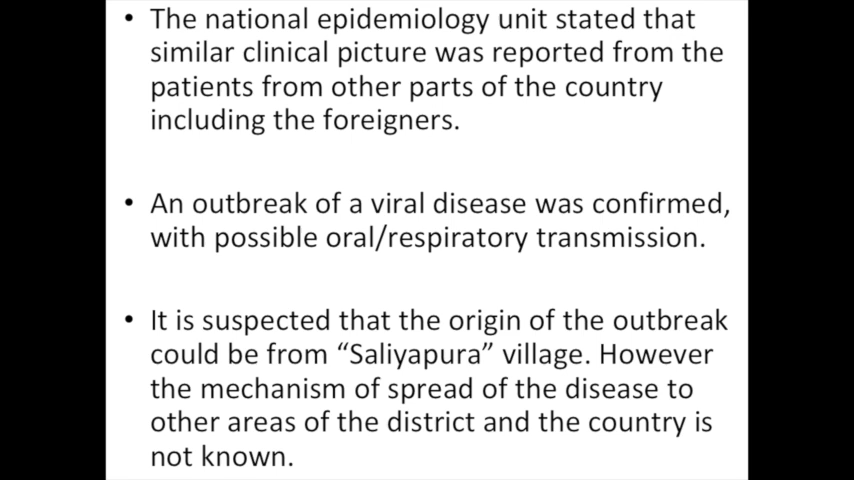 • The national epidemiology unit stated that
similar clinical picture was reported from the
patients from other parts of the country
including the foreigners.
• An outbreak of a viral disease was confirmed,
with possible oral/respiratory transmission.
• It is suspected that the origin of the outbreak
could be from “Saliyapura” village. However
the mechanism of spread of the disease to
other areas of the district and the country is
not known.